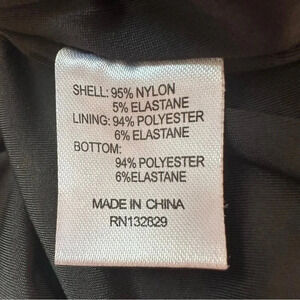 SHELL: 95% NYLON
5% ELASTANE
LINING: 94% POLYESTER
6% ELASTANE
BOTTOM:
94% POLYESTER
6%ELASTANE
MADE IN CHINA
RN132829